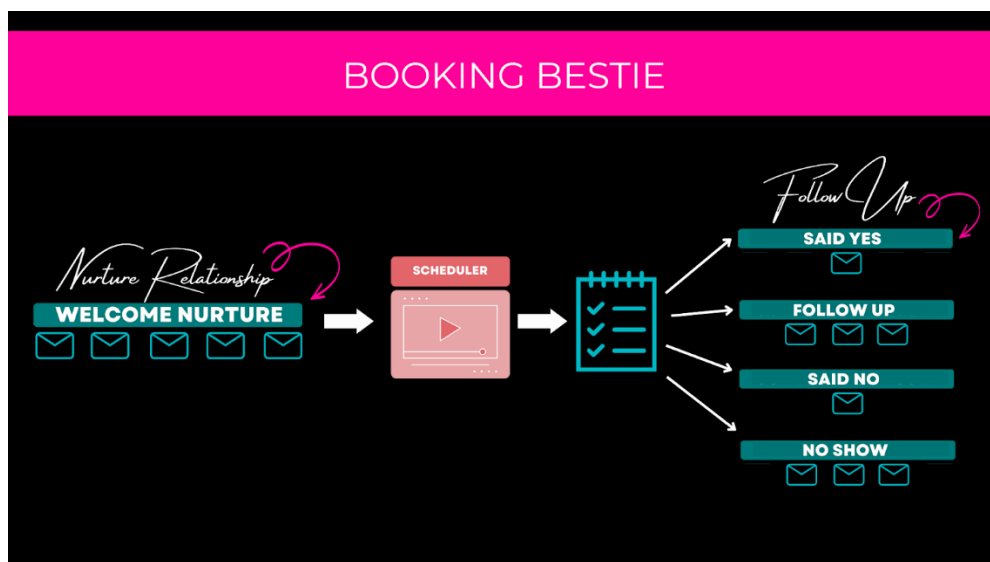 BOOKING BESTIE
Nurture Relationship
WELCOME NURTURE
SCHEDULER
Follow Up
SAID YES
FOLLOW UP
SAID NO
NO SHOW